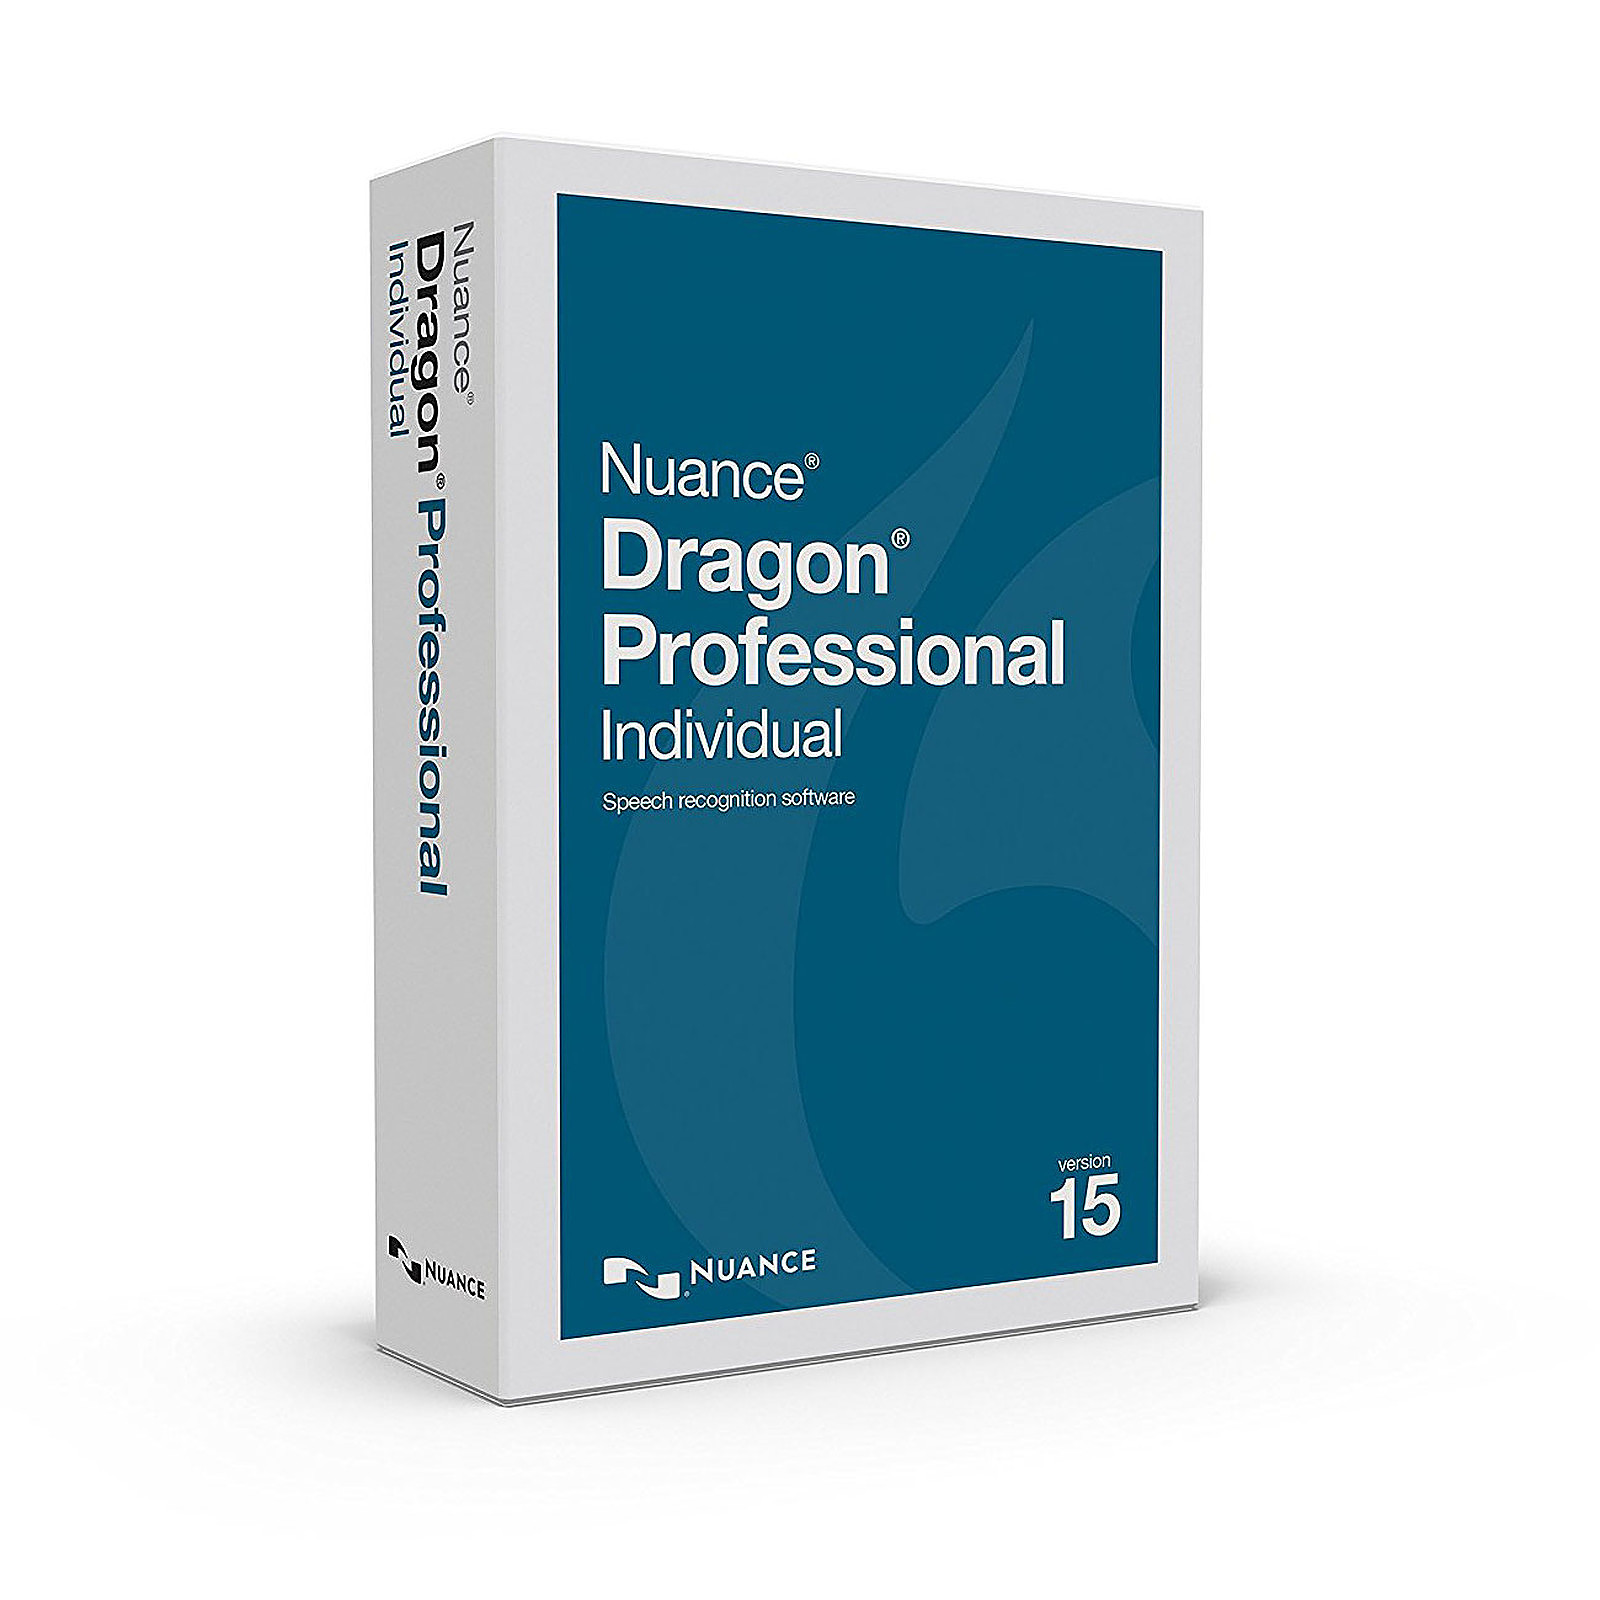 Nuance®
Dragon® Professional
Individual
NUANCE
Nuance®
Dragon®
Professional
Individual
Speech recognition software
version
15
NUANCE®